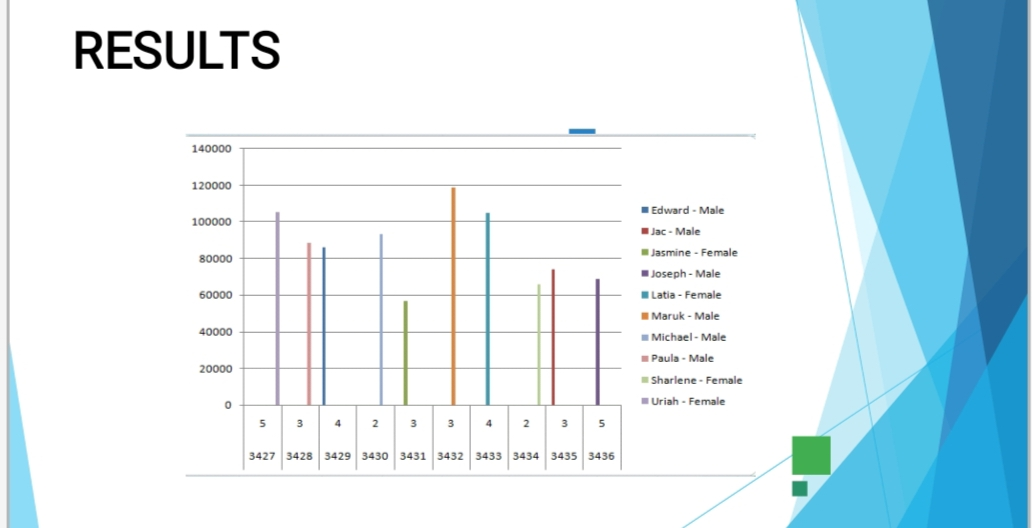 RESULTS
140000
120000
100000
80000
60000
40000
20000
0
5 3 4 2 3 3 4 2 3 5
3427 3428 3429 3430 3431 3432 3433 3434 3435 3436
Edward - Male
Jac - Male
Jasmine - Female
Joseph - Male
Latia - Female
Maruk - Male
Michael - Male
Paula - Male
Sharlene - Female
Uriah - Female